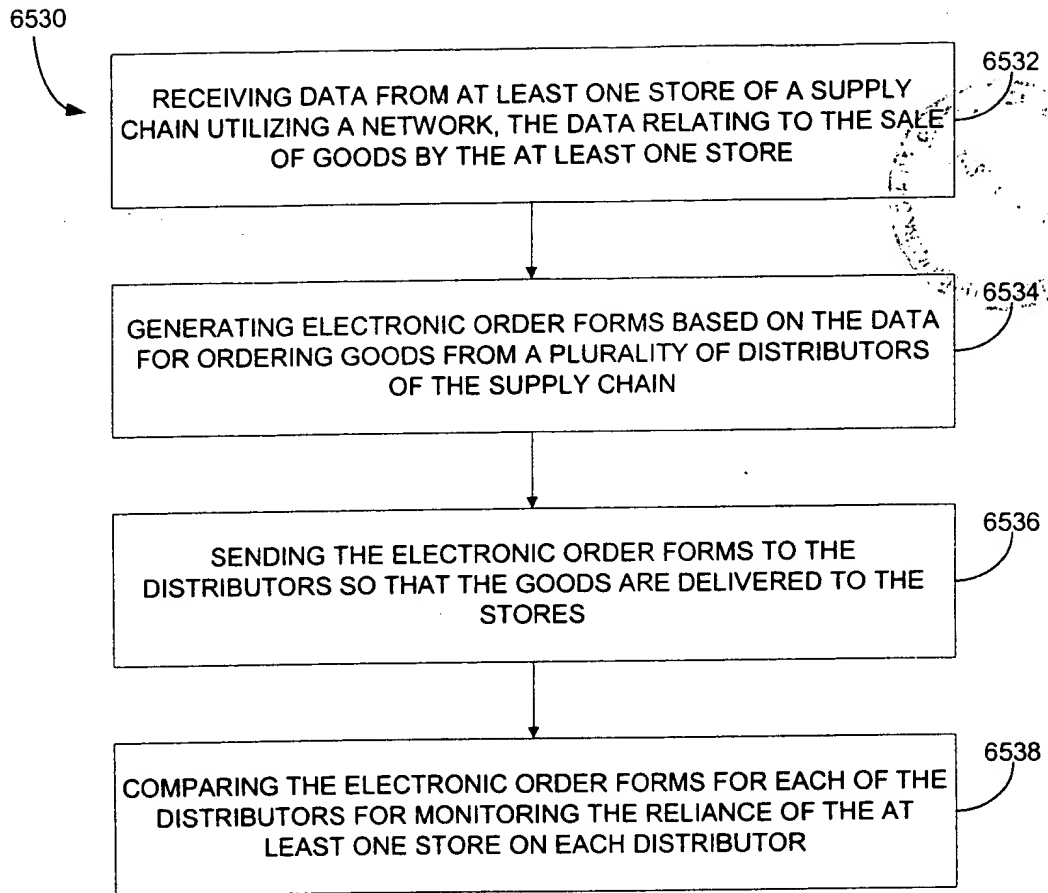 6530
6532
RECEIVING DATA FROM AT LEAST ONE STORE OF A SUPPLY
CHAIN UTILIZING A NETWORK, THE DATA RELATING TO THE SALE
OF GOODS BY THE AT LEAST ONE STORE
6534
GENERATING ELECTRONIC ORDER FORMS BASED ON THE DATA
FOR ORDERING GOODS FROM A PLURALITY OF DISTRIBUTORS
OF THE SUPPLY CHAIN
6536
SENDING THE ELECTRONIC ORDER FORMS TO THE
DISTRIBUTORS SO THAT THE GOODS ARE DELIVERED TO THE
STORES
6538
COMPARING THE ELECTRONIC ORDER FORMS FOR EACH OF THE
DISTRIBUTORS FOR MONITORING THE RELIANCE OF THE AT
LEAST ONE STORE ON EACH DISTRIBUTOR